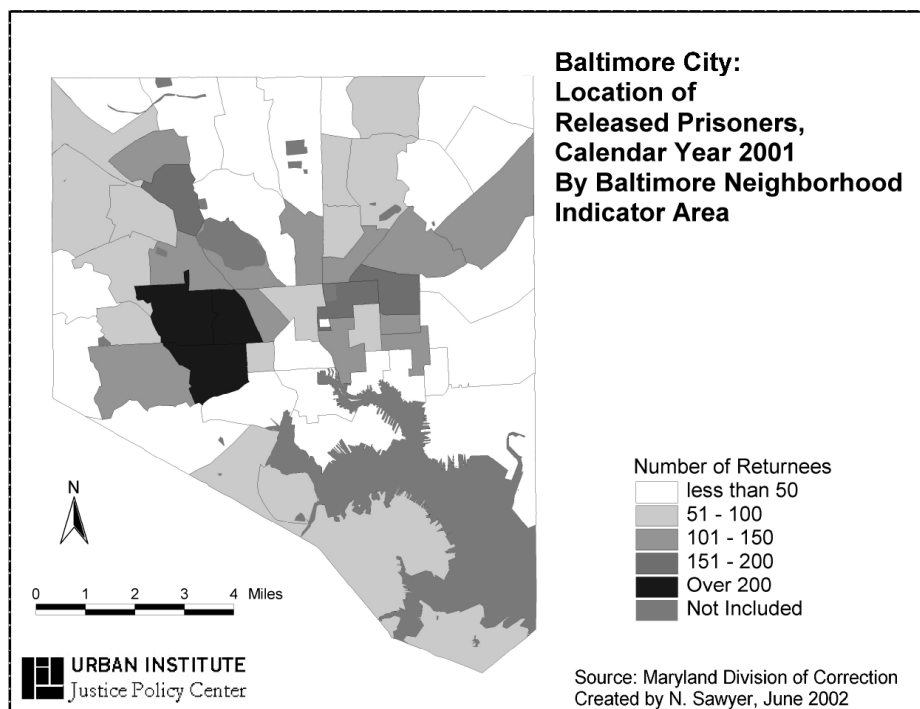 Baltimore City:
Location of
Released Prisoners,
Calendar Year 2001
By Baltimore Neighborhood
Indicator Area
Number of Returnees
less than 50
51 - 100
101 - 150
151 - 200
Over 200
Not Included
N
0 1 2 3 4 Miles
URBAN INSTITUTE
Justice Policy Center
Source: Maryland Division of Correction
Created by N. Sawyer, June 2002